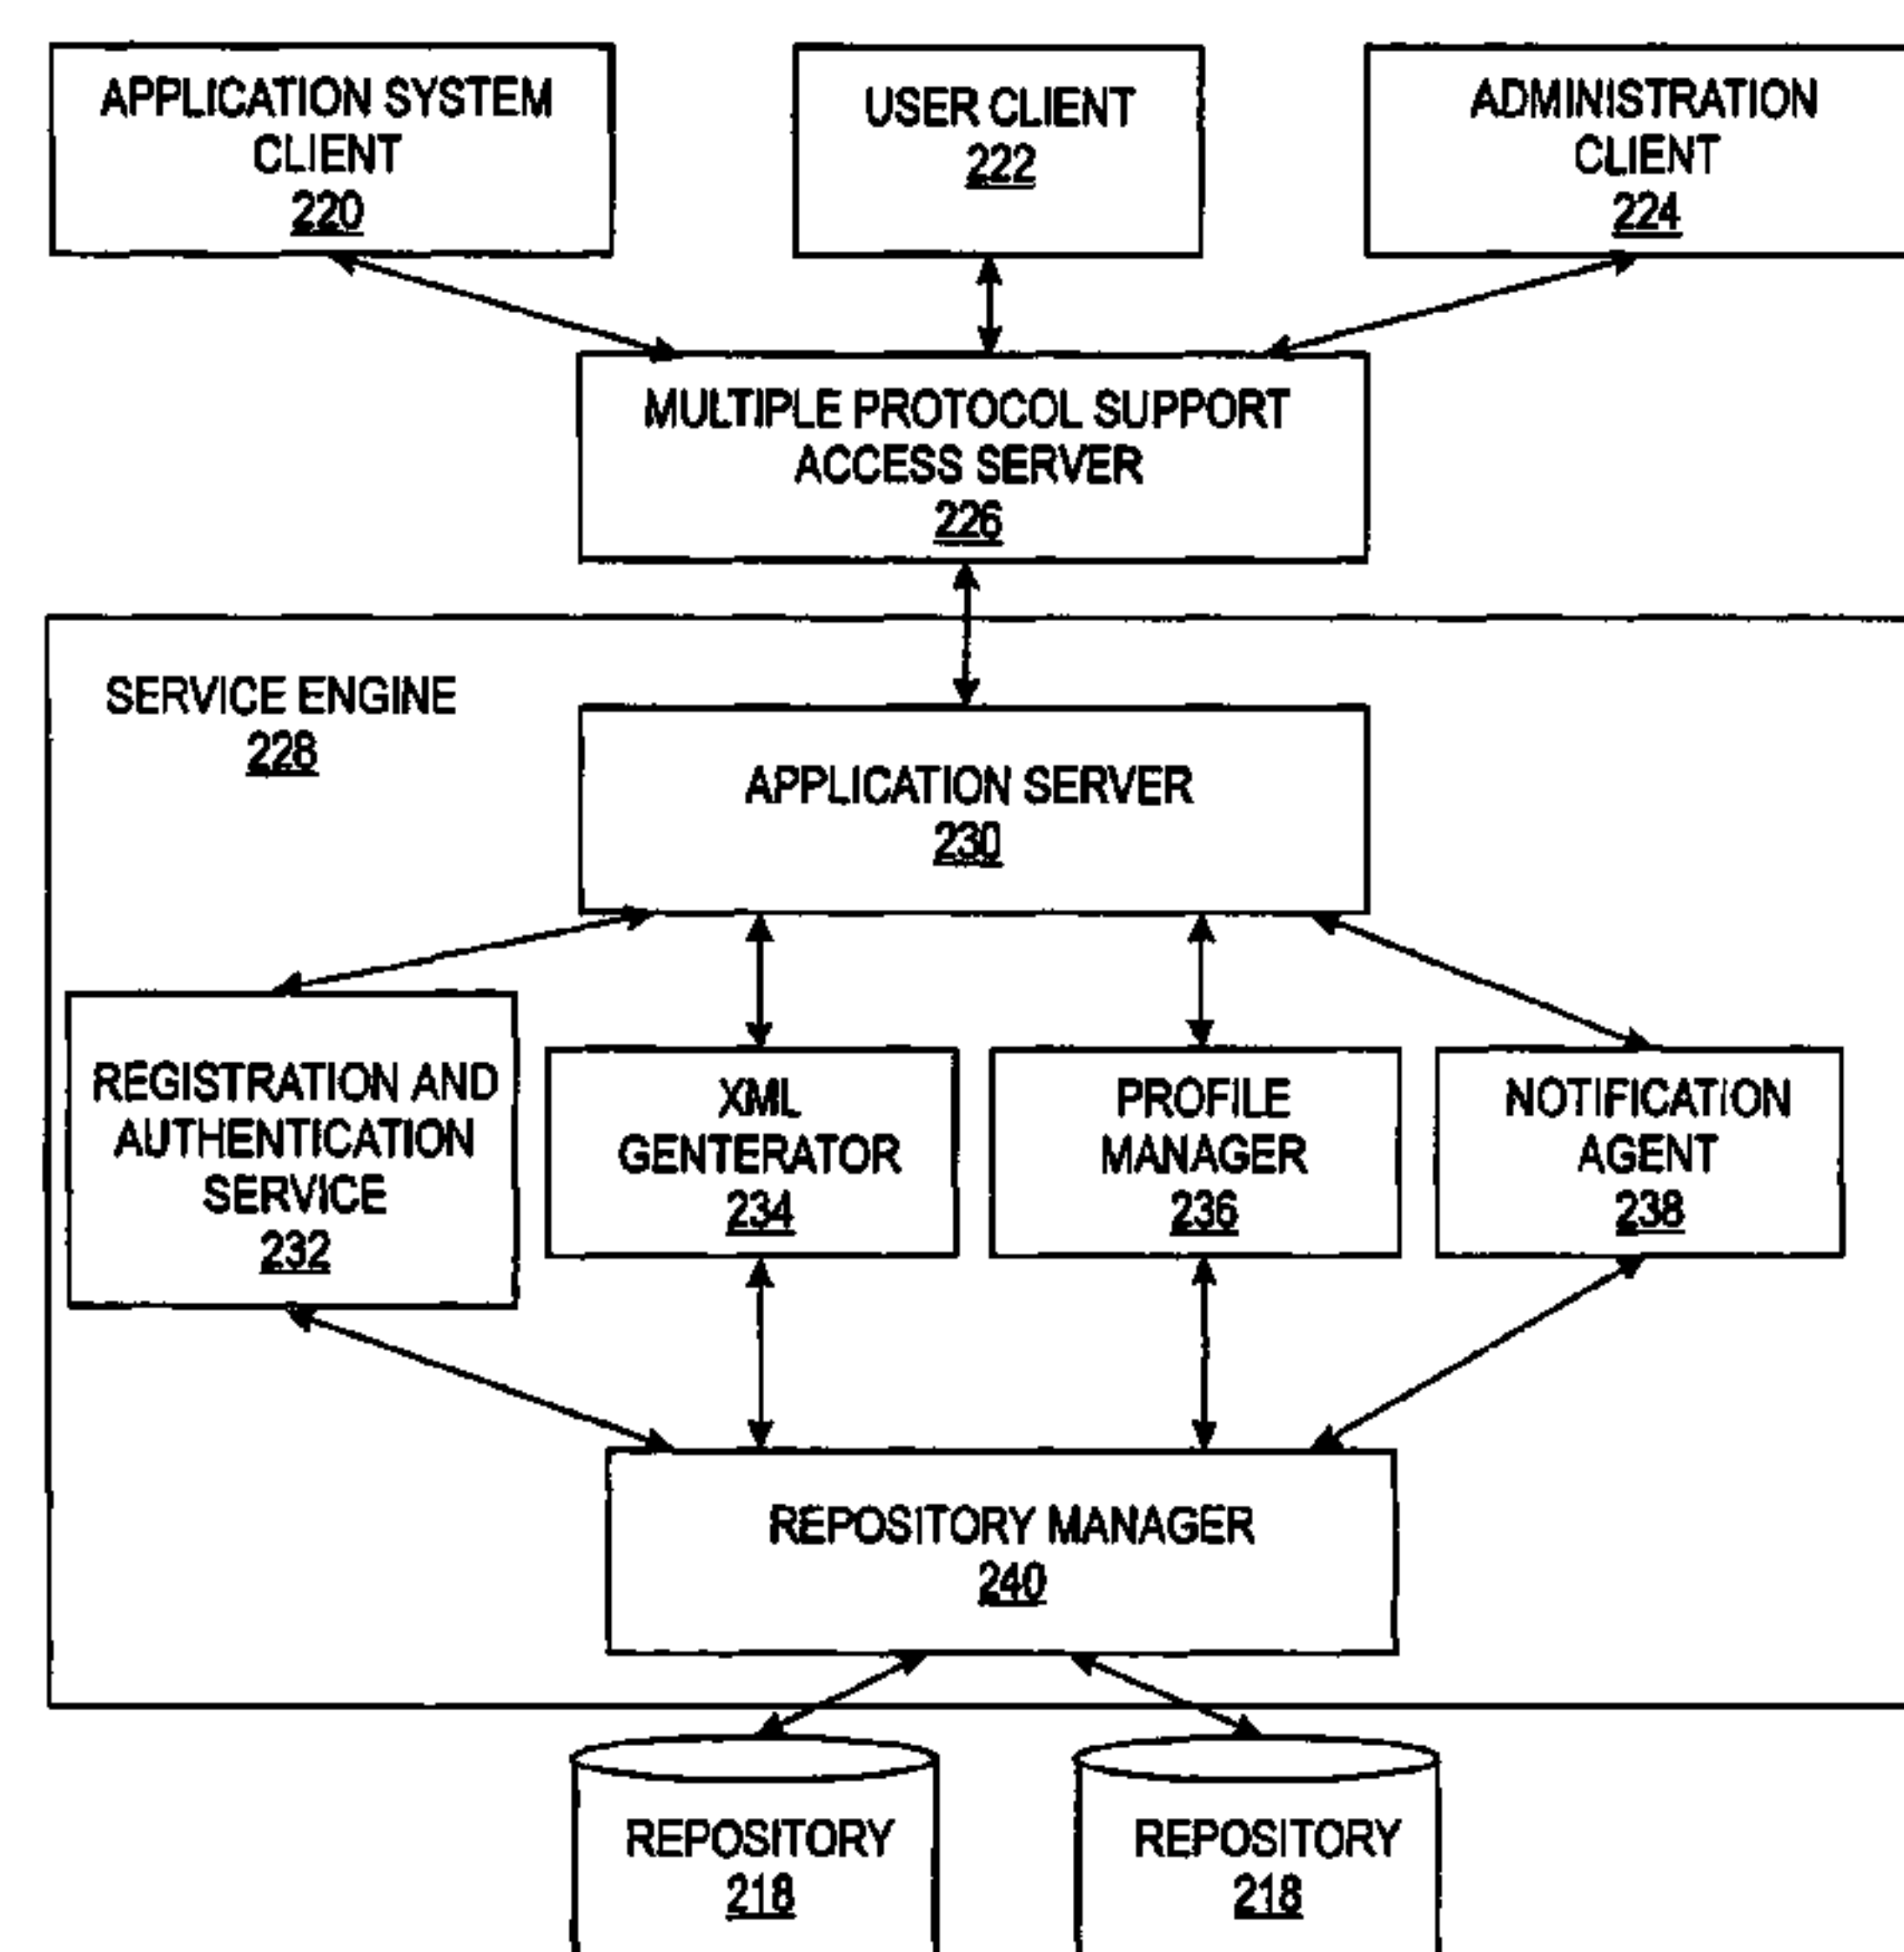 APPLICATION SYSTEM
CLIENT
220
USER CLIENT
222
ADMINISTRATION
CLIENT
224
MULTIPLE PROTOCOL SUPPORT
ACCESS SERVER
226
SERVICE ENGINE
228
APPLICATION SERVER
230
REGISTRATION AND
AUTHENTICATION
SERVICE
232
XML
GENTERATOR
234
PROFILE
MANAGER
236
NOTIFICATION
AGENT
238
REPOSITORY MANAGER
240
REPOSITORY
218
REPOSITORY
218